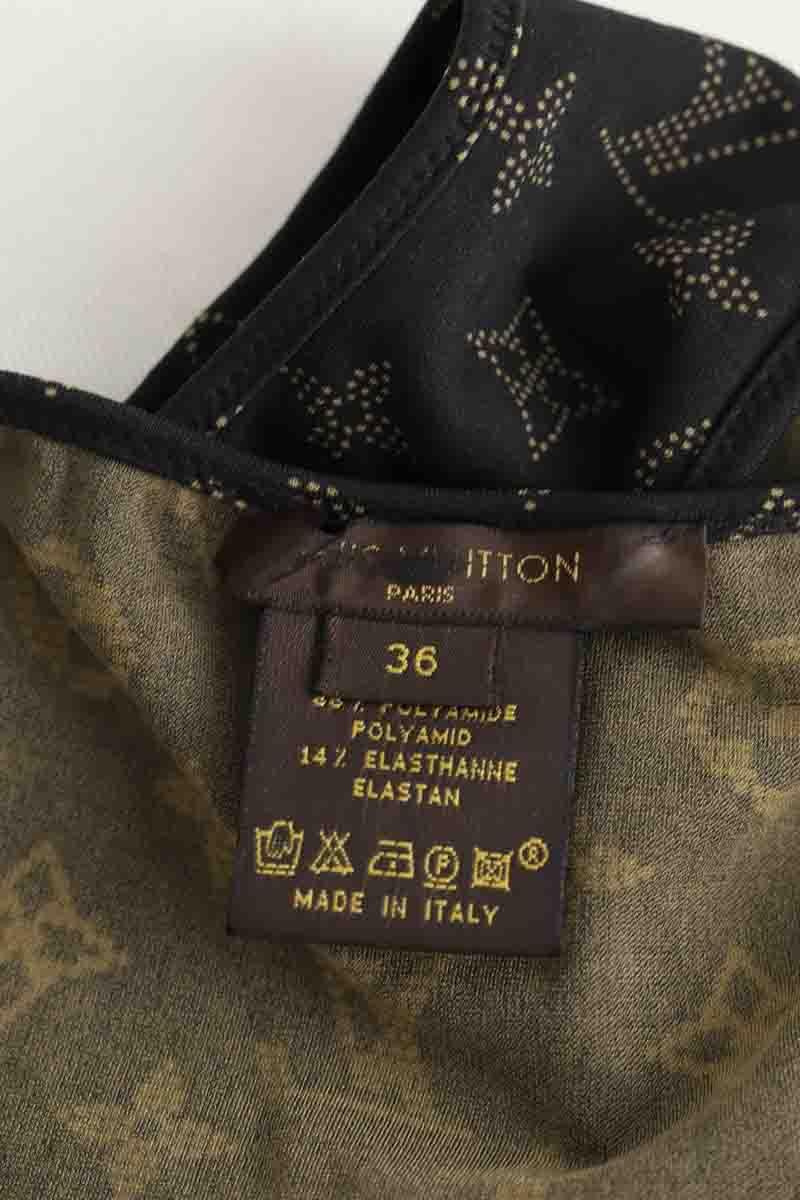 ITTON
PARIS
36
POLYAMIDE
POLYAMID
14% ELASTHANNE
ELASTAN
P ®
MADE IN ITALY